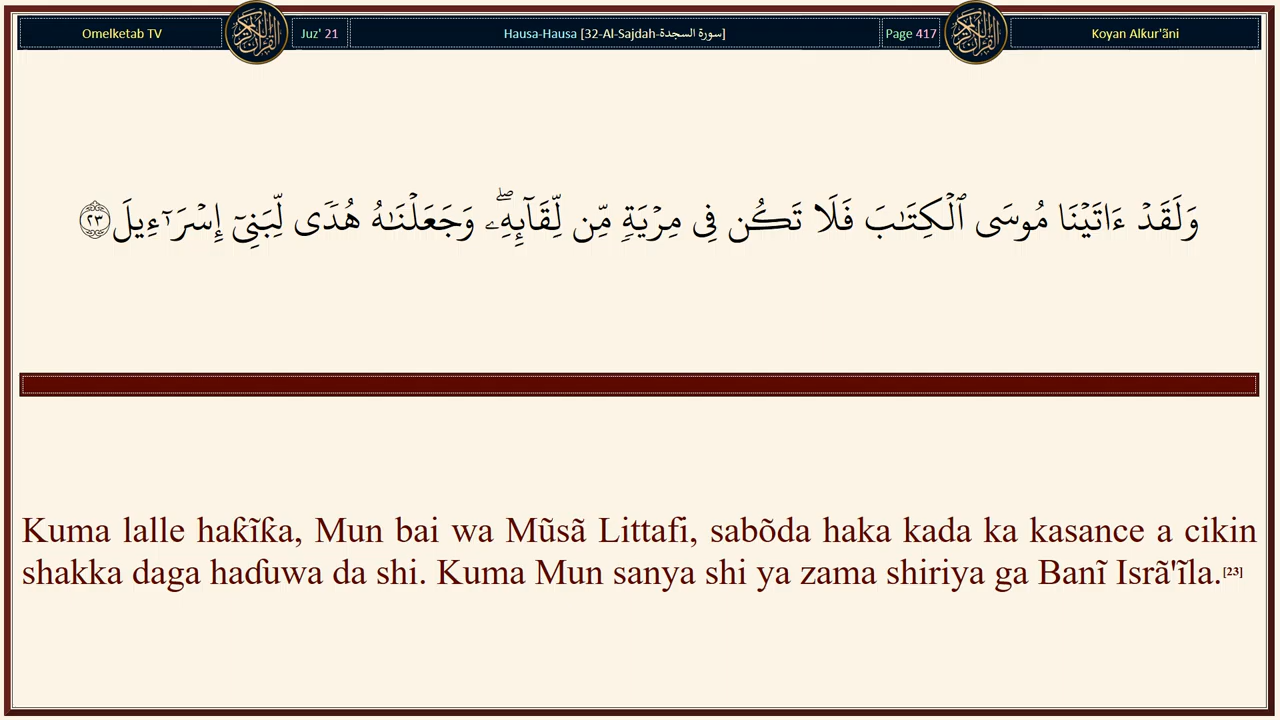 Omelketab TV
Juz' 21
Hausa-Hausa [32-Al-Sajdah-سورة السجدة]
Page 417
Koyan Alƙur'ãni
وَلَقَدۡ ءَاتَيۡنَا مُوسَى ٱلۡكِتَٰبَ فَلَا تَكُن فِي مِرۡيَةٖ مِّن لِّقَآئِهِۦۖ وَجَعَلۡنَٰهُ هُدٗى لِّبَنِيٓ إِسۡرَٰٓءِيلَ ٢٣
Kuma lalle haƙĩƙa, Mun bai wa Mũsã Littafi, sabõda haka kada ka kasance a cikin
shakka daga haɗuwa da shi. Kuma Mun sanya shi ya zama shiriya ga Banĩ Isrã'ĩla.[23]